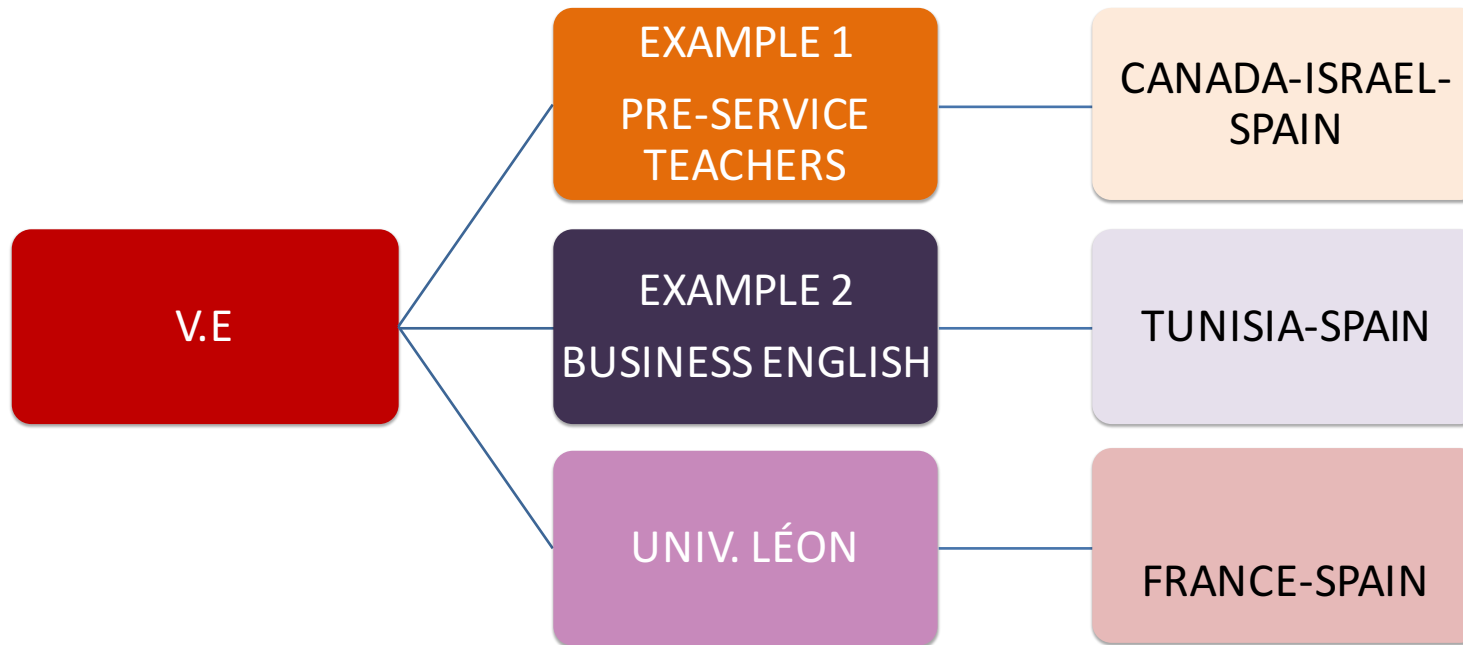 EXAMPLE 1
PRE-SERVICE
TEACHERS
CANADA-ISRAEL-
SPAIN
V.E
EXAMPLE 2
BUSINESS ENGLISH
TUNISIA-SPAIN
UNIV. LÉON
FRANCE-SPAIN